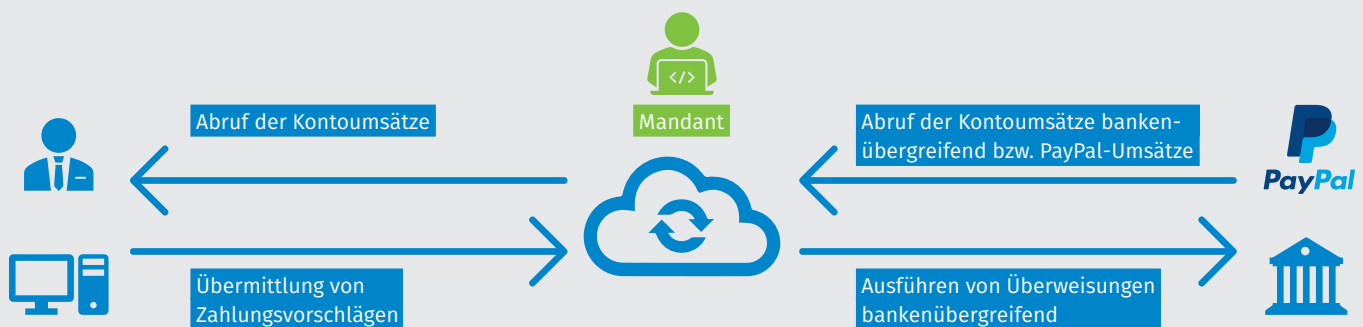 </>
Mandant
Abruf der Kontoumsätze
Abruf der Kontoumsätze banken-
übergreifend bzw. PayPal-Umsätze
PayPal
Übermittlung von
Zahlungsvorschlägen
Ausführen von Überweisungen
bankenübergreifend